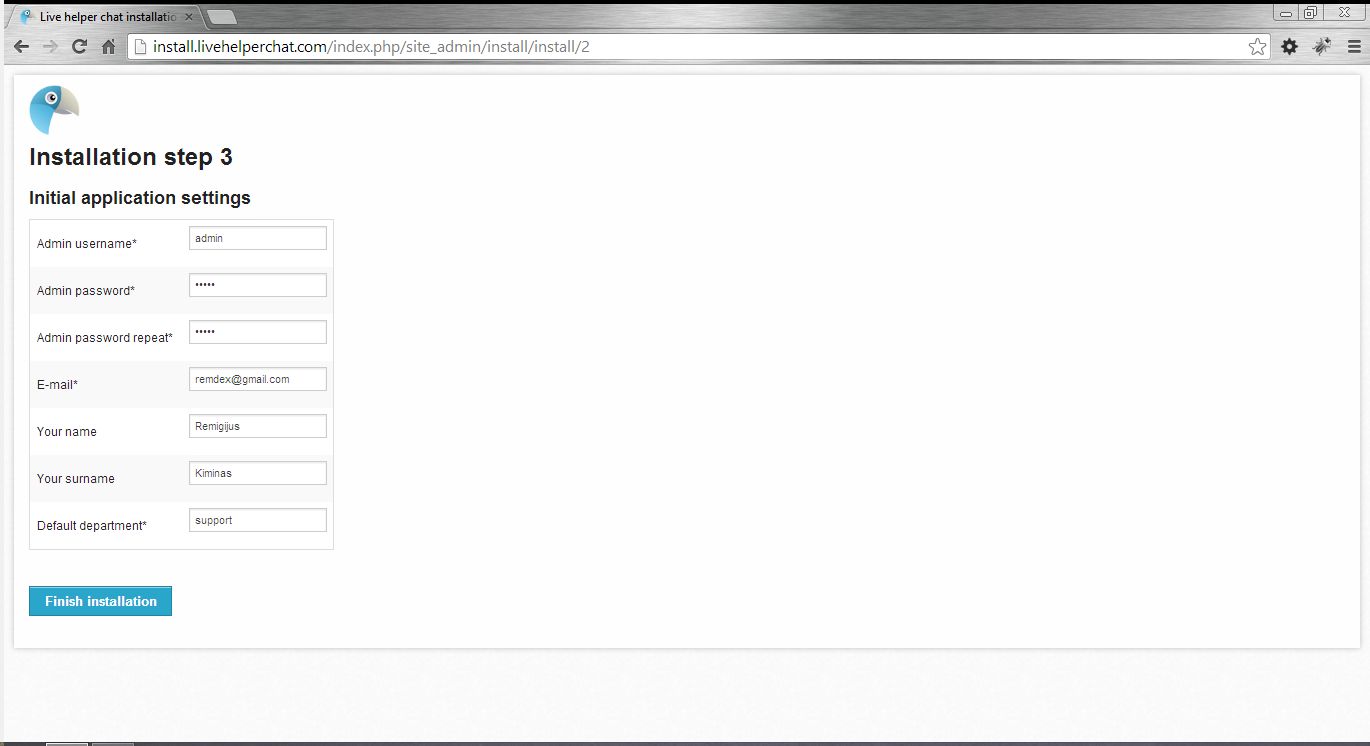 Live helper chat installatio
install.livehelperchat.com/index.php/site_admin/install/install/2
Installation step 3
Initial application settings
Admin username* admin
Admin password* •••••
Admin password repeat* •••••
E-mail* remdex@gmail.com
Your name Remigijus
Your surname Kiminas
Default department* support
Finish installation